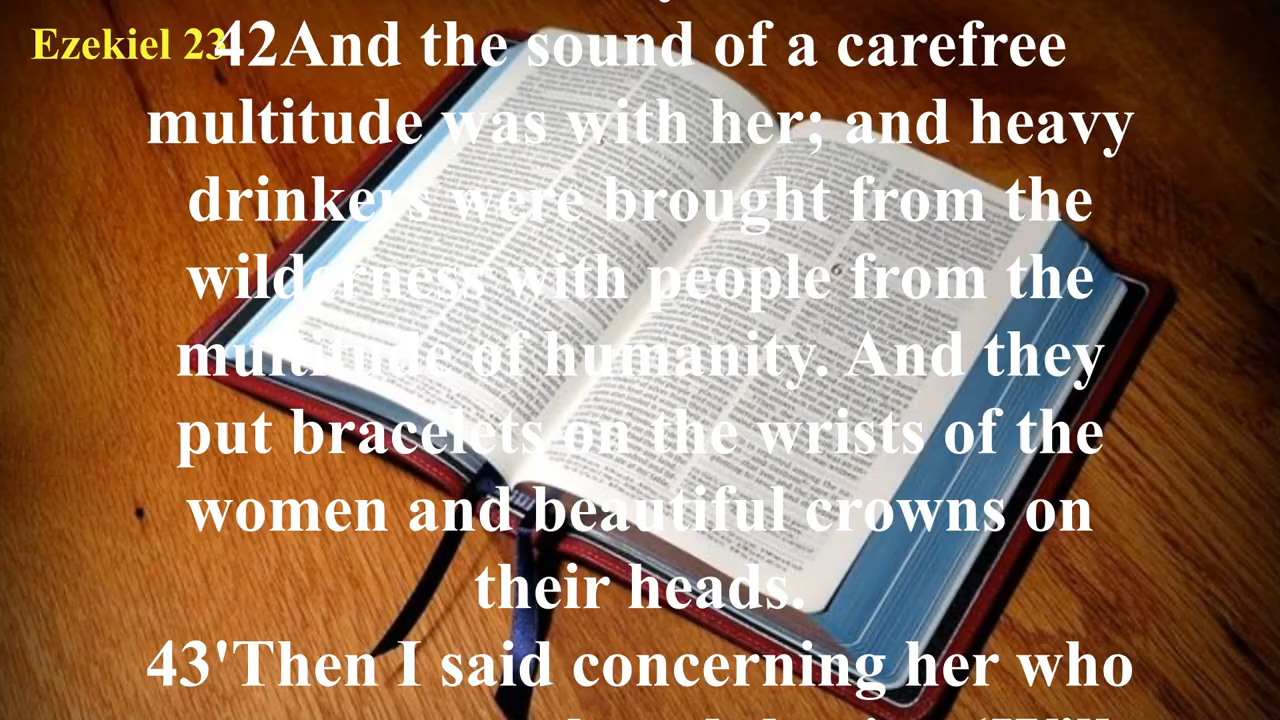 Ezekiel 23
42And the sound of a carefree
multitude was with her; and heavy
drinkers were brought from the
wilderness with people from the
multitude of humanity. And they
put bracelets on the wrists of the
women and beautiful crowns on
their heads.
43'Then I said concerning her who